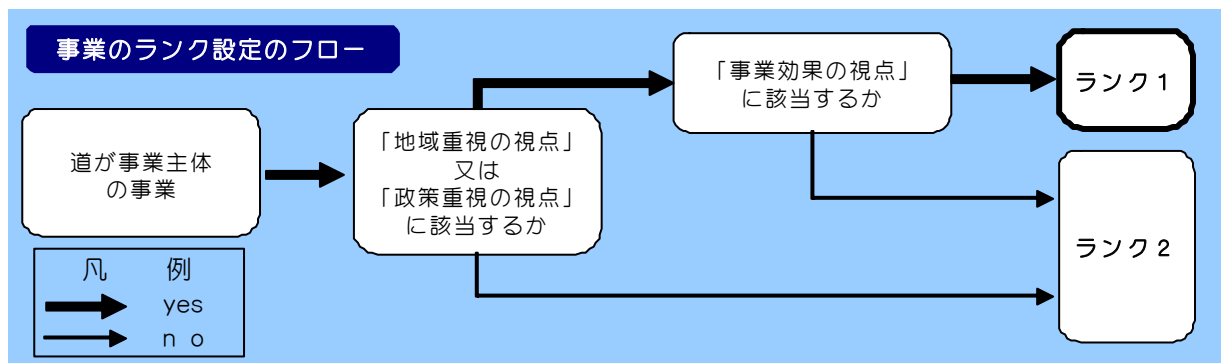 事業のランク設定のフロー
道が事業主体
の事業
「地域重視の視点」
又は
「政策重視の視点」
に該当するか
「事業効果の視点」
に該当するか
ランク1
ランク2
凡 例
yes
n o